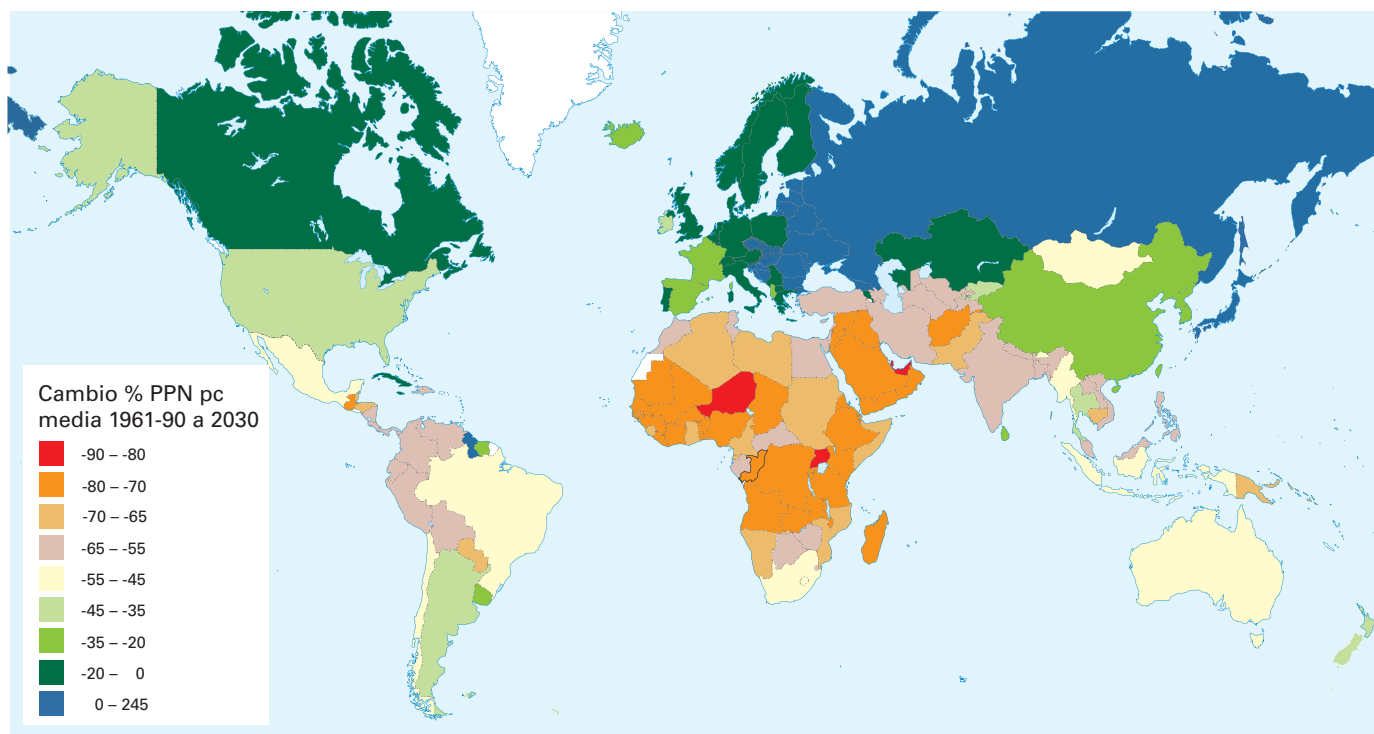 Cambio % PPN pc
media 1961-90 a 2030
-90 – -80
-80 – -70
-70 – -65
-65 – -55
-55 – -45
-45 – -35
-35 – -20
-20 – 0
0 – 245